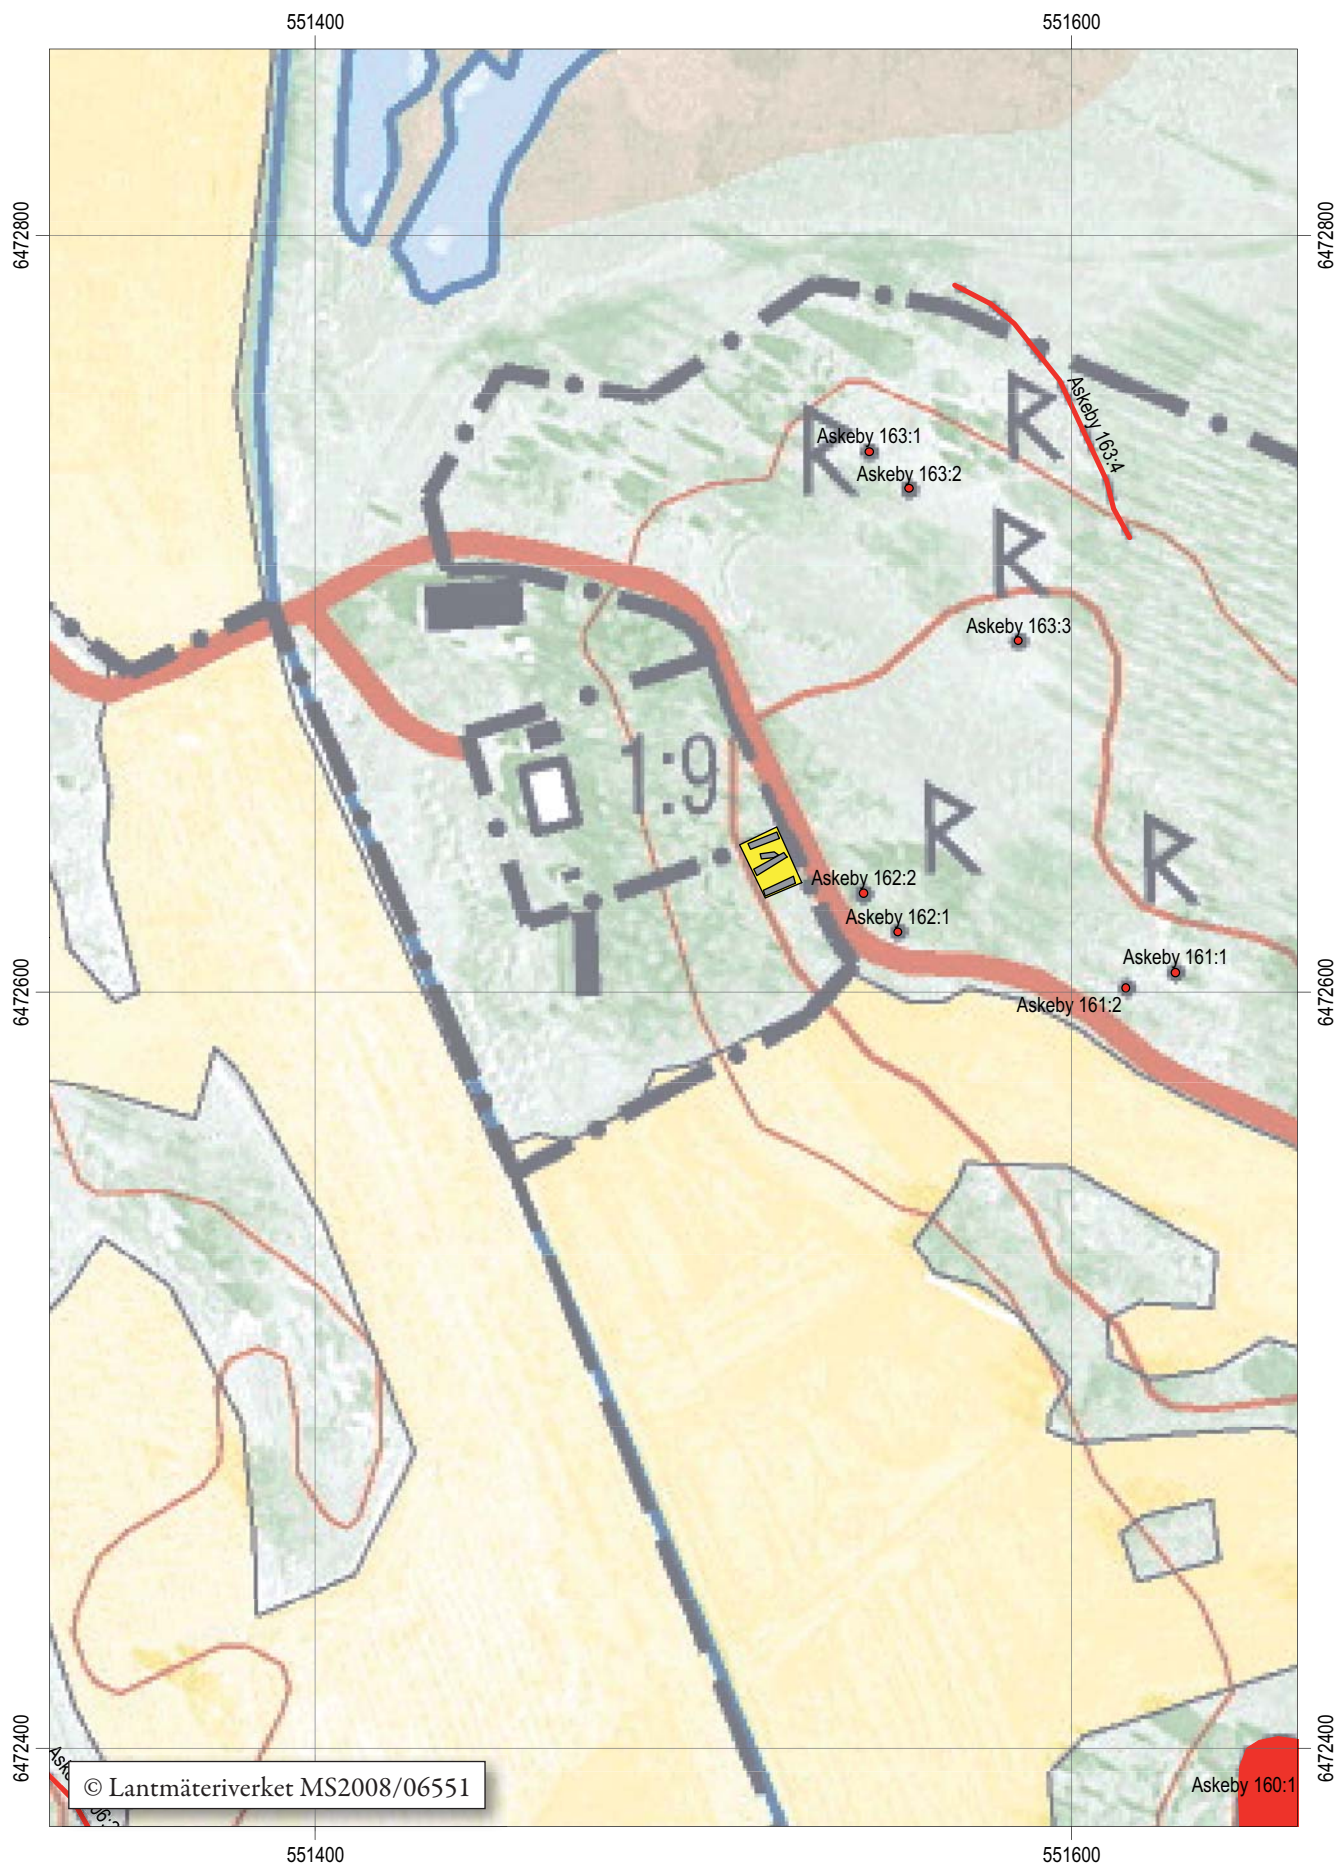 551400
551600
6472800
6472800
R
R
Askeby 163:1
Askeby 163:4
Askeby 163:2
R
Askeby 163:3
1:9
R
R
Askeby 162:2
Askeby 162:1
Askeby 161:1
6472600
6472600
Askeby 161:2
6472400
6472400
© Lantmäteriverket MS2008/06551
Askeby 160:1
551400
551600